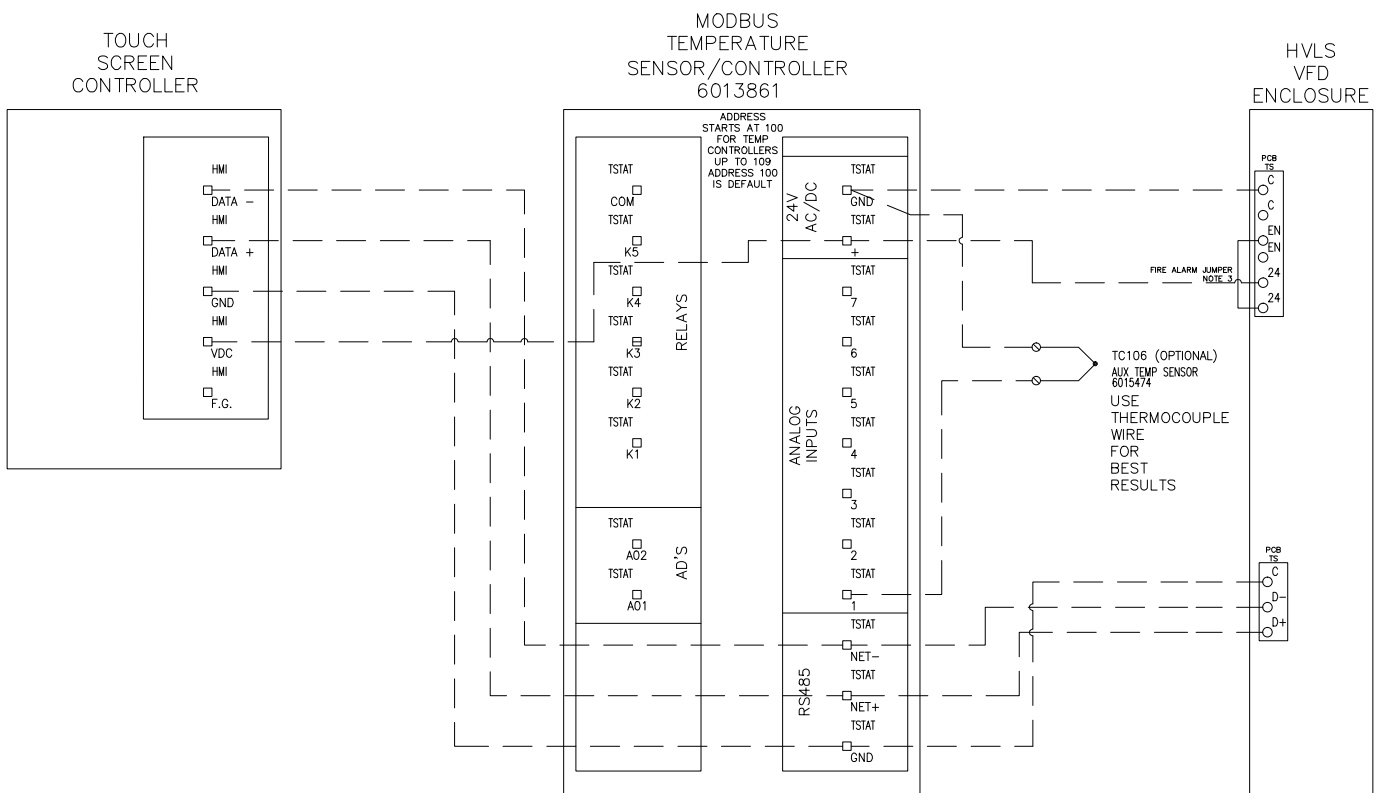 TOUCH
SCREEN
CONTROLLER
HMI
DATA -
HMI
DATA +
HMI
GND
HMI
VDC
HMI
F.G.
MODBUS
TEMPERATURE
SENSOR/CONTROLLER
6013861
ADDRESS
STARTS AT 100
FOR TEMP
CONTROLLERS
UP TO 109
ADDRESS 100
IS DEFAULT
TSTAT
COM
TSTAT
K5
TSTAT
K4
TSTAT
K3
TSTAT
K2
TSTAT
K1
RELAYS
TSTAT
AO2
TSTAT
AO1
AD'S
24V
AC/DC
TSTAT
GND
TSTAT
+
ANALOG
INPUTS
TSTAT
7
TSTAT
6
TSTAT
5
TSTAT
4
TSTAT
3
TSTAT
2
TSTAT
1
RS485
TSTAT
NET-
TSTAT
NET+
TSTAT
GND
TC106 (OPTIONAL)
AUX TEMP SENSOR
6015474
USE
THERMOCOUPLE
WIRE
FOR
BEST
RESULTS
HVLS
VFD
ENCLOSURE
PCB
TS
C
C
EN
EN
24
24
FIRE ALARM JUMPER
NOTE 3
PCB
TS
C
D-
D+